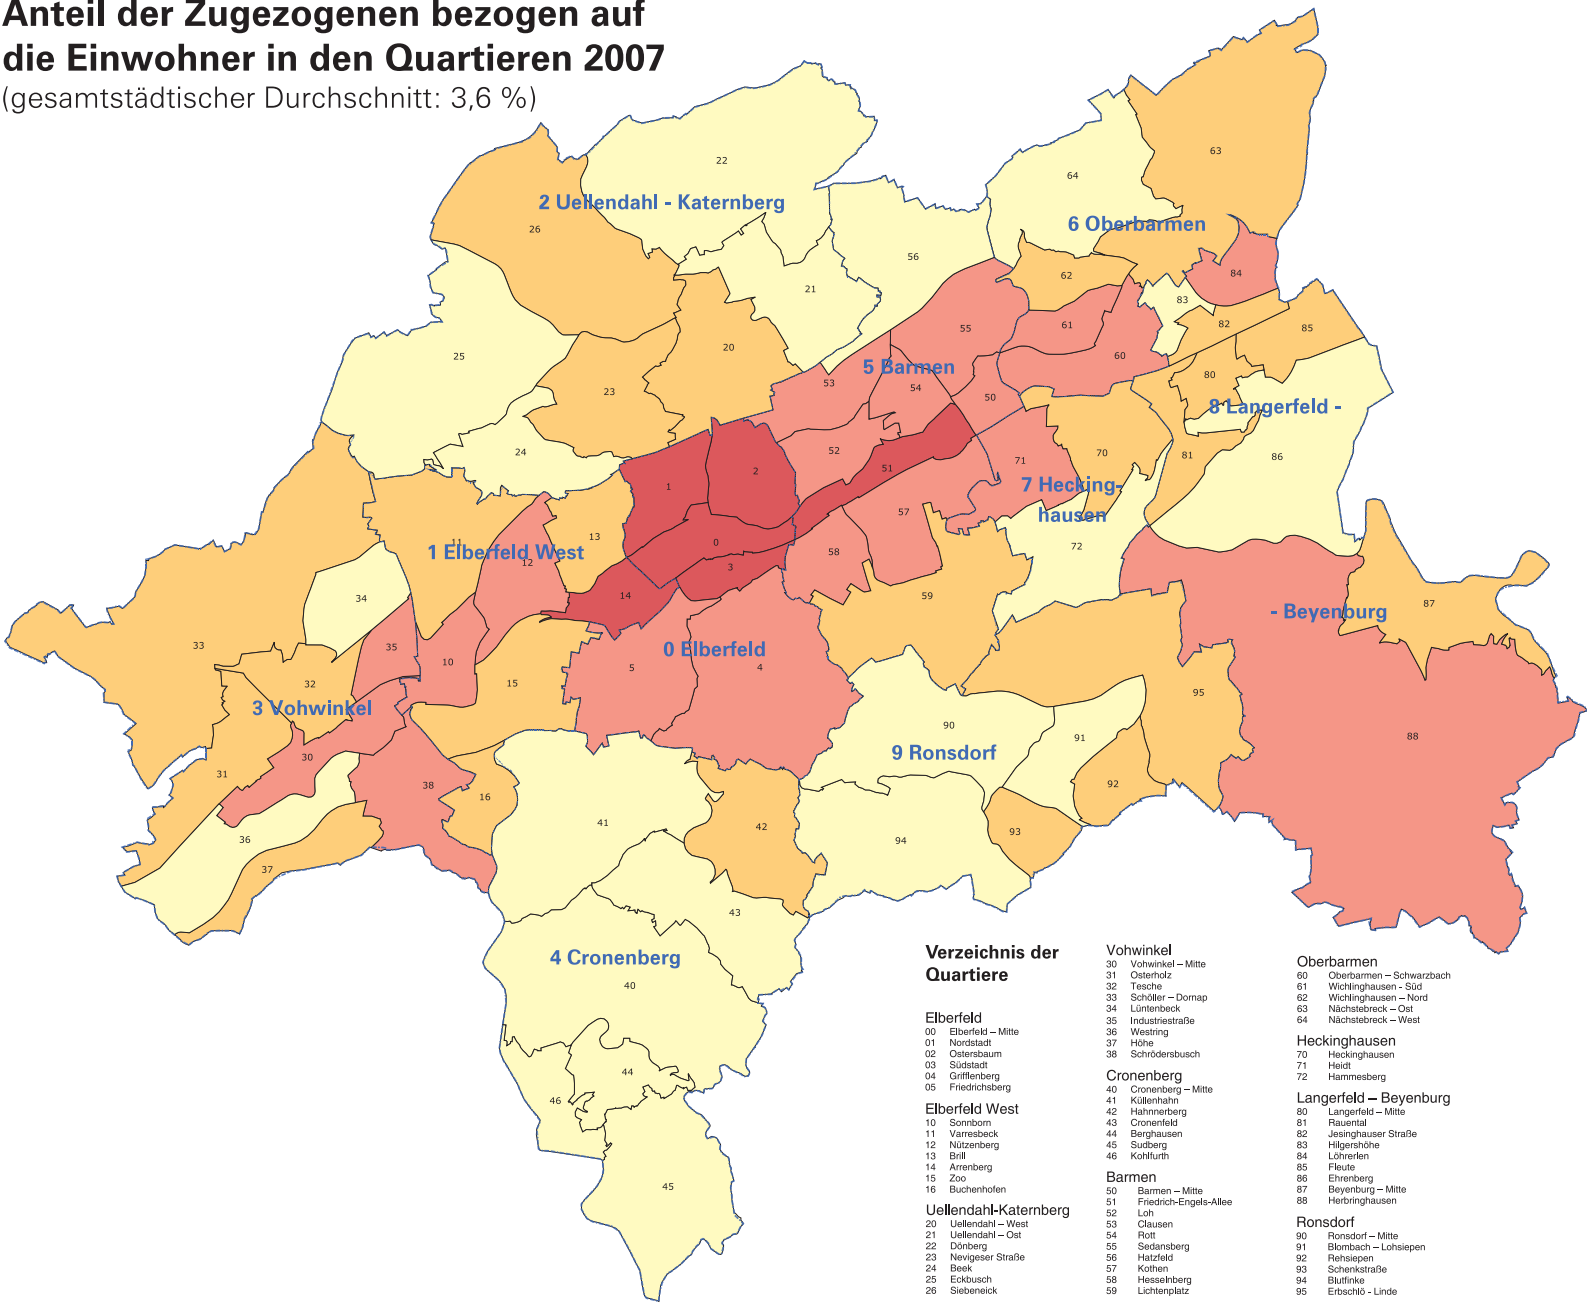 Anteil der Zugezogenen bezogen auf
die Einwohner in den Quartieren 2007
(gesamtstädtischer Durchschnitt: 3,6 %)
22
63
64
2 Uellendahl - Katernberg
6 Oberbarmen
26
56
84
62
21
83
82
85
61
55
20
25
60
5 Barmen
80
53
54
23
50
8 Langerfeld -
24
52
70
81
86
71
51
2
1
7 Hecking-
hausen
57
13
11
0
72
1 Elberfeld West
58
12
3
34
14
59
87
- Beyenburg
33
35
0 Elberfeld
10
5
4
32
15
95
3 Vohwinkel
90
88
91
9 Ronsdorf
30
31
38
92
16
41
42
93
36
94
37
43
4 Cronenberg
40
44
46
45
Verzeichnis der
Quartiere
Elberfeld
00 Elberfeld – Mitte
01 Nordstadt
02 Ostersbaum
03 Südstadt
04 Grifflenberg
05 Friedrichsberg
Elberfeld West
10 Sonnborn
11 Varresbeck
12 Nützenberg
13 Brill
14 Arrenberg
15 Zoo
16 Buchenhofen
Uellendahl-Katernberg
20 Uellendahl – West
21 Uellendahl – Ost
22 Dönberg
23 Nevigeser Straße
24 Beek
25 Eckbusch
26 Siebeneick
Vohwinkel
30 Vohwinkel – Mitte
31 Osterholz
32 Tesche
33 Schöller – Dornap
34 Lüntenbeck
35 Industriestraße
36 Westring
37 Höhe
38 Schrödersbusch
Cronenberg
40 Cronenberg – Mitte
41 Küllenhahn
42 Hahnnerberg
43 Cronenfeld
44 Berghausen
45 Sudberg
46 Kohlfurth
Barmen
50 Barmen – Mitte
51 Friedrich-Engels-Allee
52 Loh
53 Clausen
54 Rott
55 Sedansberg
56 Hatzfeld
57 Kothen
58 Hesselnberg
59 Lichtenplatz
Oberbarmen
60 Oberbarmen – Schwarzbach
61 Wichlinghausen - Süd
62 Wichlinghausen – Nord
63 Nächstebreck – Ost
64 Nächstebreck – West
Heckinghausen
70 Heckinghausen
71 Heidt
72 Hammesberg
Langerfeld – Beyenburg
80 Langerfeld – Mitte
81 Rauental
82 Jesinghauser Straße
83 Hilgershöhe
84 Löhrerlen
85 Fleute
86 Ehrenberg
87 Beyenburg – Mitte
88 Herbringhausen
Ronsdorf
90 Ronsdorf – Mitte
91 Blombach – Lohsiepen
92 Rehsiepen
93 Schenkstraße
94 Blutfinke
95 Erbschlö - Linde